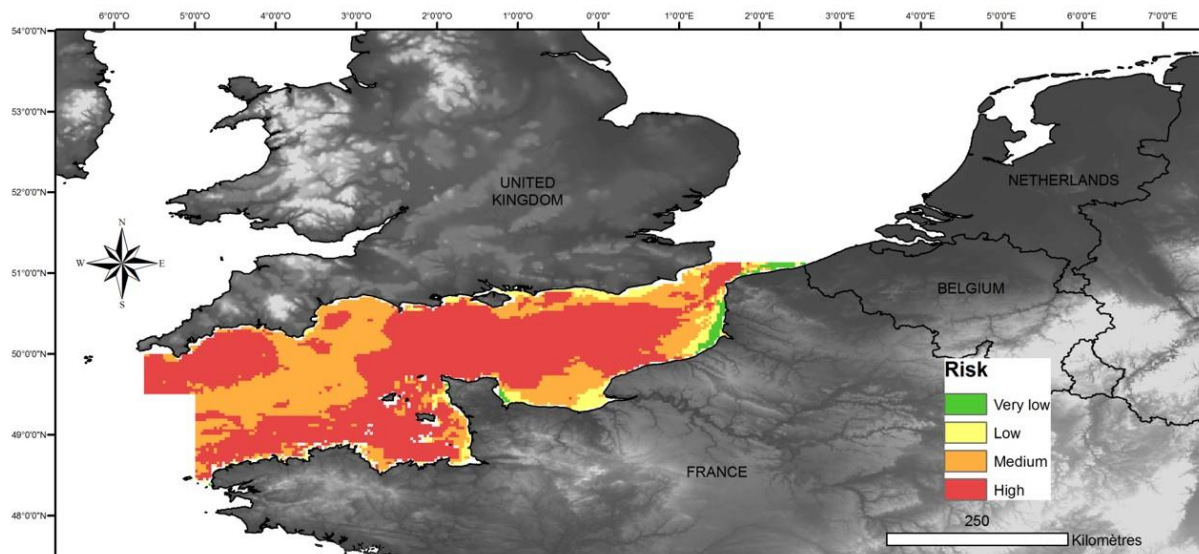 6°0'0"W 5°0'0"W 4°0'0"W 3°0'0"W 2°0'0"W 1°0'0"W 0°0'0" 1°0'0"E 2°0'0"E 3°0'0"E 4°0'0"E 5°0'0"E 6°0'0"E 7°0'0"E
54°0'0"N
53°0'0"N
52°0'0"N
51°0'0"N
50°0'0"N
49°0'0"N
48°0'0"N
N
W E
S
UNITED
KINGDOM
NETHERLANDS
BELGIUM
FRANCE
Risk
Very low
Low
Medium
High
250
Kilomètres